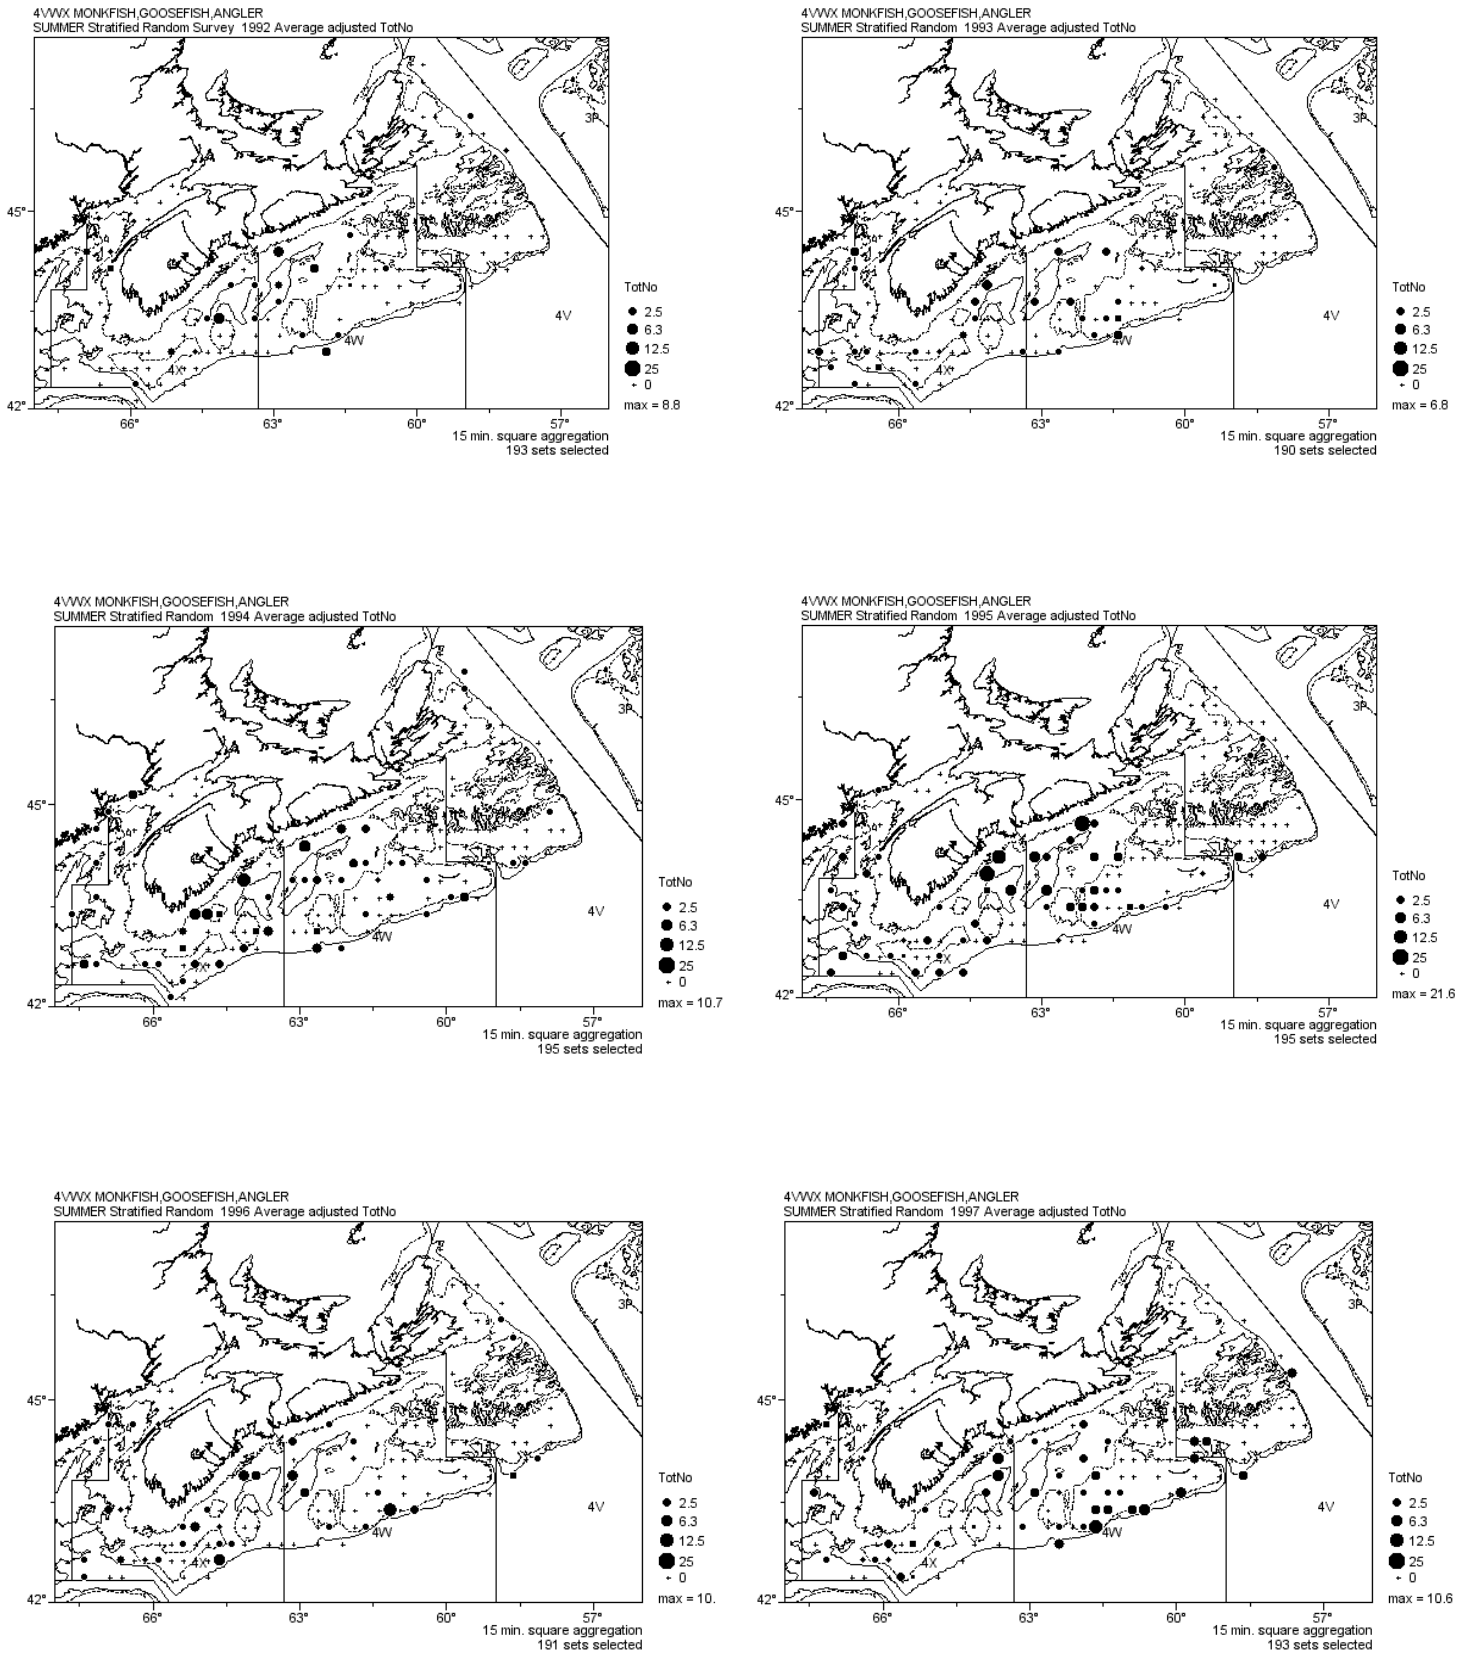 4VWX MONKFISH,GOOSEFISH,ANGLER
SUMMER Stratified Random Survey 1992 Average adjusted TotNo
3P
45°
TotNo
2.5
6.3
12.5
25
0
4V
4W
4X
42°
max = 8.8
66° 63° 60° 57°
15 min. square aggregation
193 sets selected
4VWX MONKFISH,GOOSEFISH,ANGLER
SUMMER Stratified Random 1993 Average adjusted TotNo
3P
45°
TotNo
2.5
6.3
12.5
25
0
4V
4W
4X
42°
max = 6.8
66° 63° 60° 57°
15 min. square aggregation
190 sets selected
4VWX MONKFISH,GOOSEFISH,ANGLER
SUMMER Stratified Random 1994 Average adjusted TotNo
3P
45°
TotNo
2.5
6.3
12.5
25
0
4V
4W
4X
42°
max = 10.7
66° 63° 60° 57°
15 min. square aggregation
195 sets selected
4VWX MONKFISH,GOOSEFISH,ANGLER
SUMMER Stratified Random 1995 Average adjusted TotNo
3P
45°
TotNo
2.5
6.3
12.5
25
0
4V
4W
4X
42°
max = 21.6
66° 63° 60° 57°
15 min. square aggregation
195 sets selected
4VWX MONKFISH,GOOSEFISH,ANGLER
SUMMER Stratified Random 1996 Average adjusted TotNo
3P
45°
TotNo
2.5
6.3
12.5
25
0
4V
4W
4X
42°
max = 10.
66° 63° 60° 57°
15 min. square aggregation
191 sets selected
4VWX MONKFISH,GOOSEFISH,ANGLER
SUMMER Stratified Random 1997 Average adjusted TotNo
3P
45°
TotNo
2.5
6.3
12.5
25
0
4V
4W
4X
42°
max = 10.6
66° 63° 60° 57°
15 min. square aggregation
193 sets selected